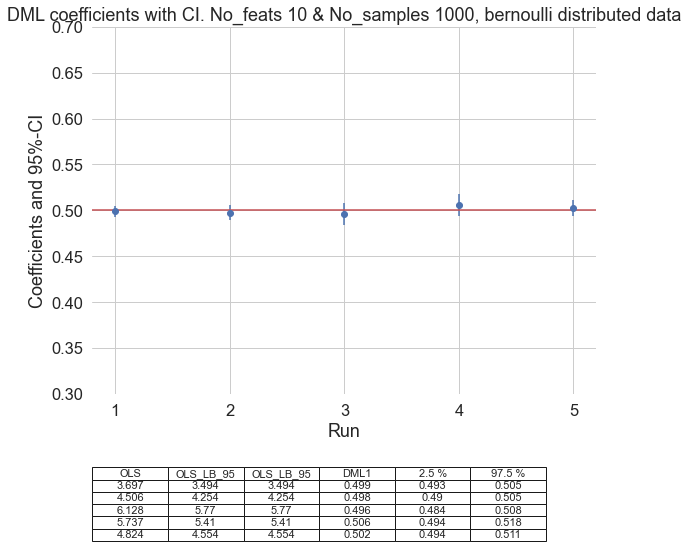 DML coefficients with CI. No_feats 10 & No_samples 1000, bernoulli distributed data
0.70
0.65
0.60
0.55
0.50
0.45
0.40
0.35
0.30
Coefficients and 95%-CI
1 2 3 4 5
Run
OLS OLS_LB_95 OLS_LB_95 DML1 2.5 % 97.5 %
3.697 3.494 3.494 0.499 0.493 0.505
4.506 4.254 4.254 0.498 0.49 0.505
6.128 5.77 5.77 0.496 0.484 0.508
5.737 5.41 5.41 0.506 0.494 0.518
4.824 4.554 4.554 0.502 0.494 0.511